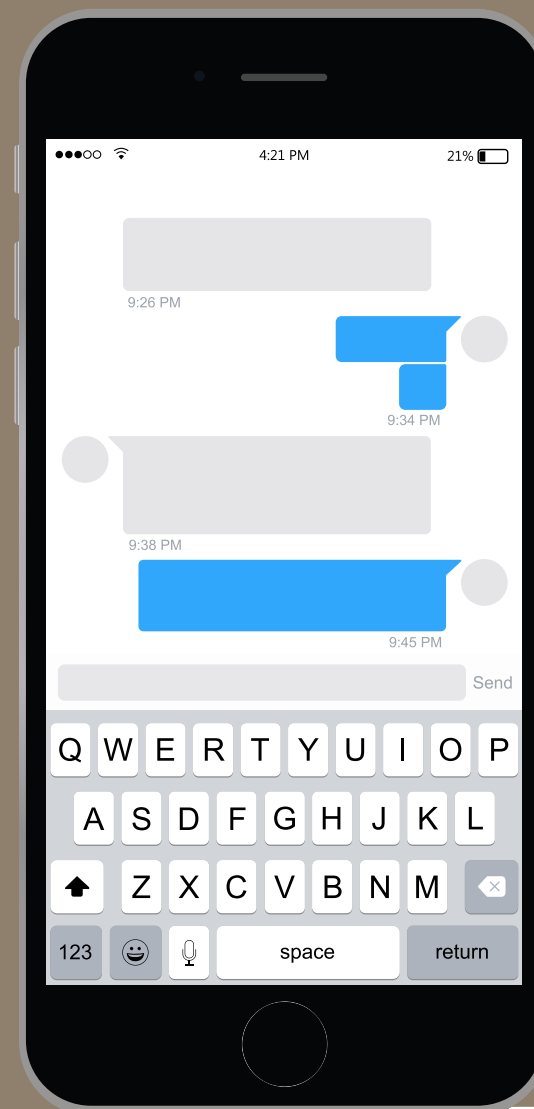 4:21 PM 21%
9:26 PM
9:34 PM
9:38 PM
9:45 PM
Send
Q W E R T Y U I O P
A S D F G H J K L
Z X C V B N M
123 space return